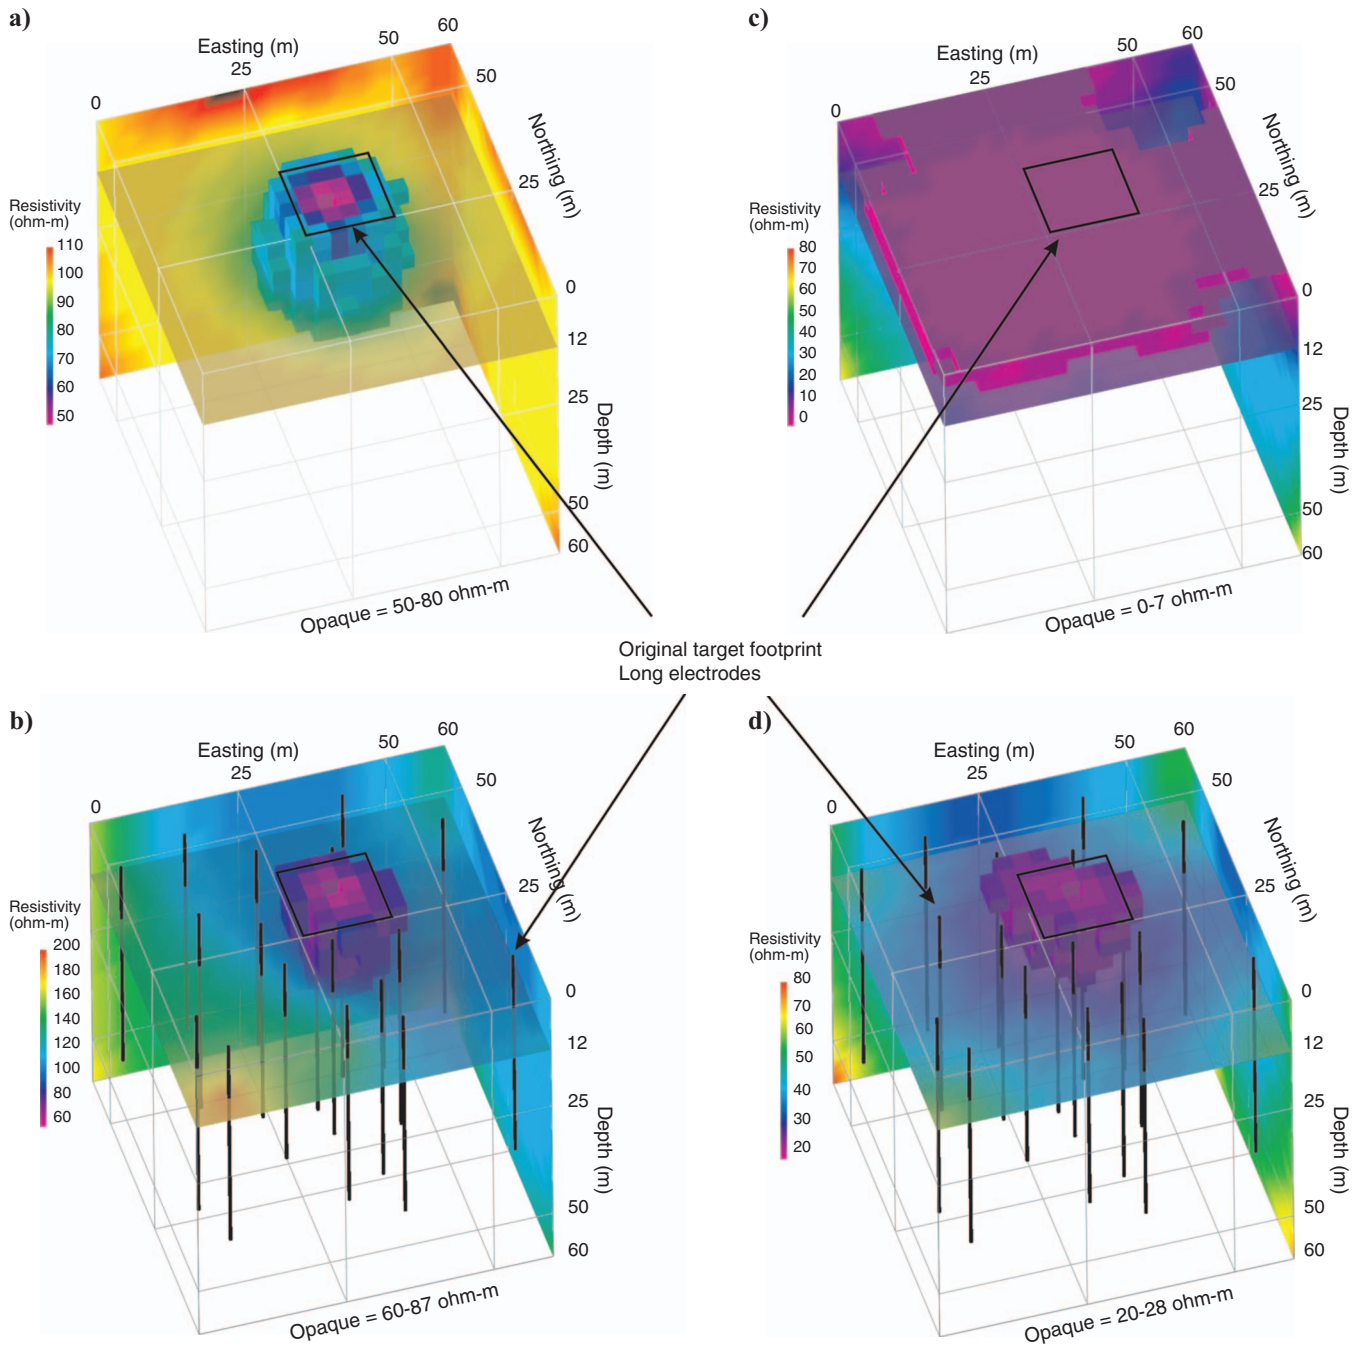 a)
Easting (m)
0
25
50
60
50
Northing (m)
25
0
12
25
Depth (m)
50
60
Resistivity
(ohm-m)
110
100
90
80
70
60
50
Opaque = 50-80 ohm-m
c)
Easting (m)
0
25
50
60
50
Northing (m)
25
0
12
25
Depth (m)
50
60
Resistivity
(ohm-m)
80
70
60
50
40
30
20
10
0
Opaque = 0-7 ohm-m
Original target footprint
Long electrodes
b)
Easting (m)
0
25
50
60
50
Northing (m)
25
0
12
25
Depth (m)
50
60
Resistivity
(ohm-m)
200
180
160
140
120
100
80
60
Opaque = 60-87 ohm-m
d)
Easting (m)
0
25
50
60
50
Northing (m)
25
0
12
25
Depth (m)
50
60
Resistivity
(ohm-m)
80
70
60
50
40
30
20
Opaque = 20-28 ohm-m